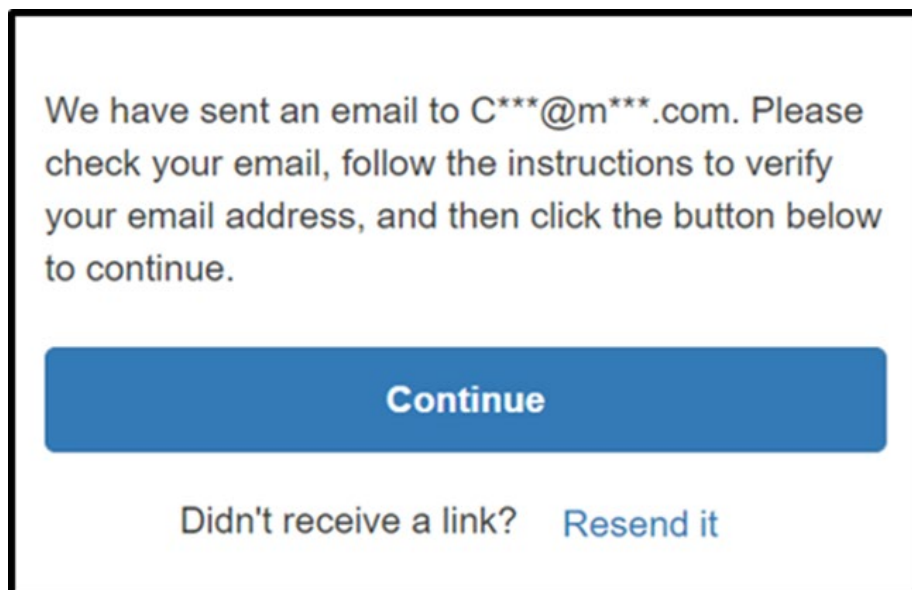 We have sent an email to C***@m***.com. Please
check your email, follow the instructions to verify
your email address, and then click the button below
to continue.
Continue
Didn't receive a link? Resend it